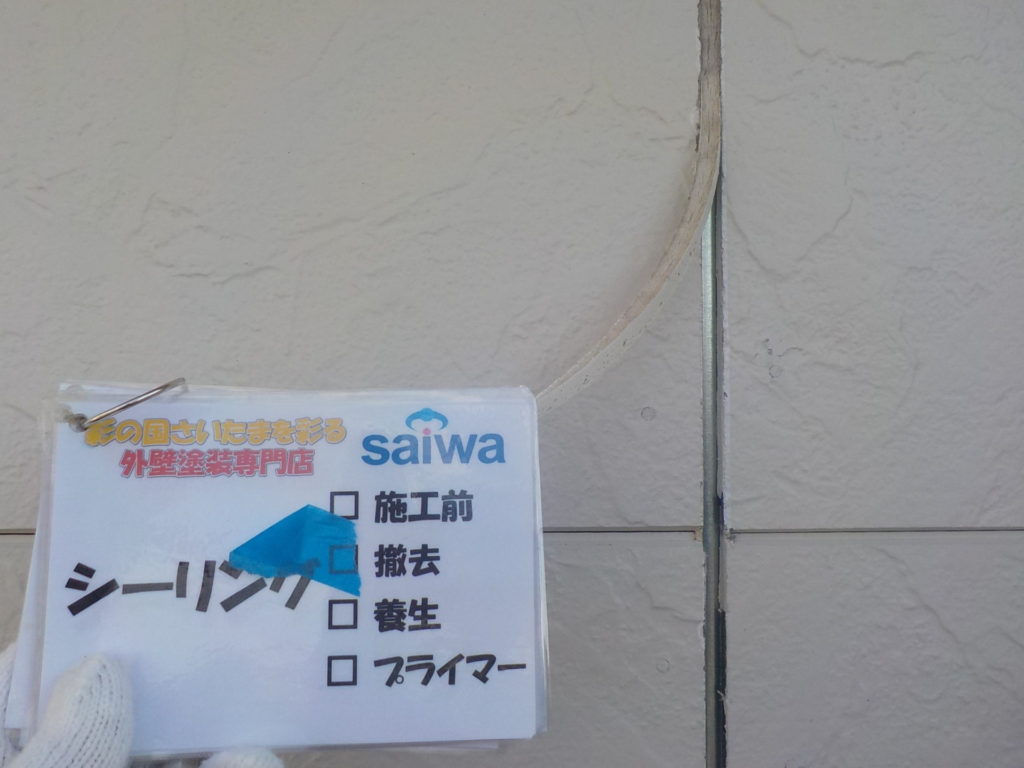 彩の国さいたまを彩る
外壁塗装専門店
saiwa
シーリング
□ 施工前
□ 撤去
□ 養生
□ プライマー